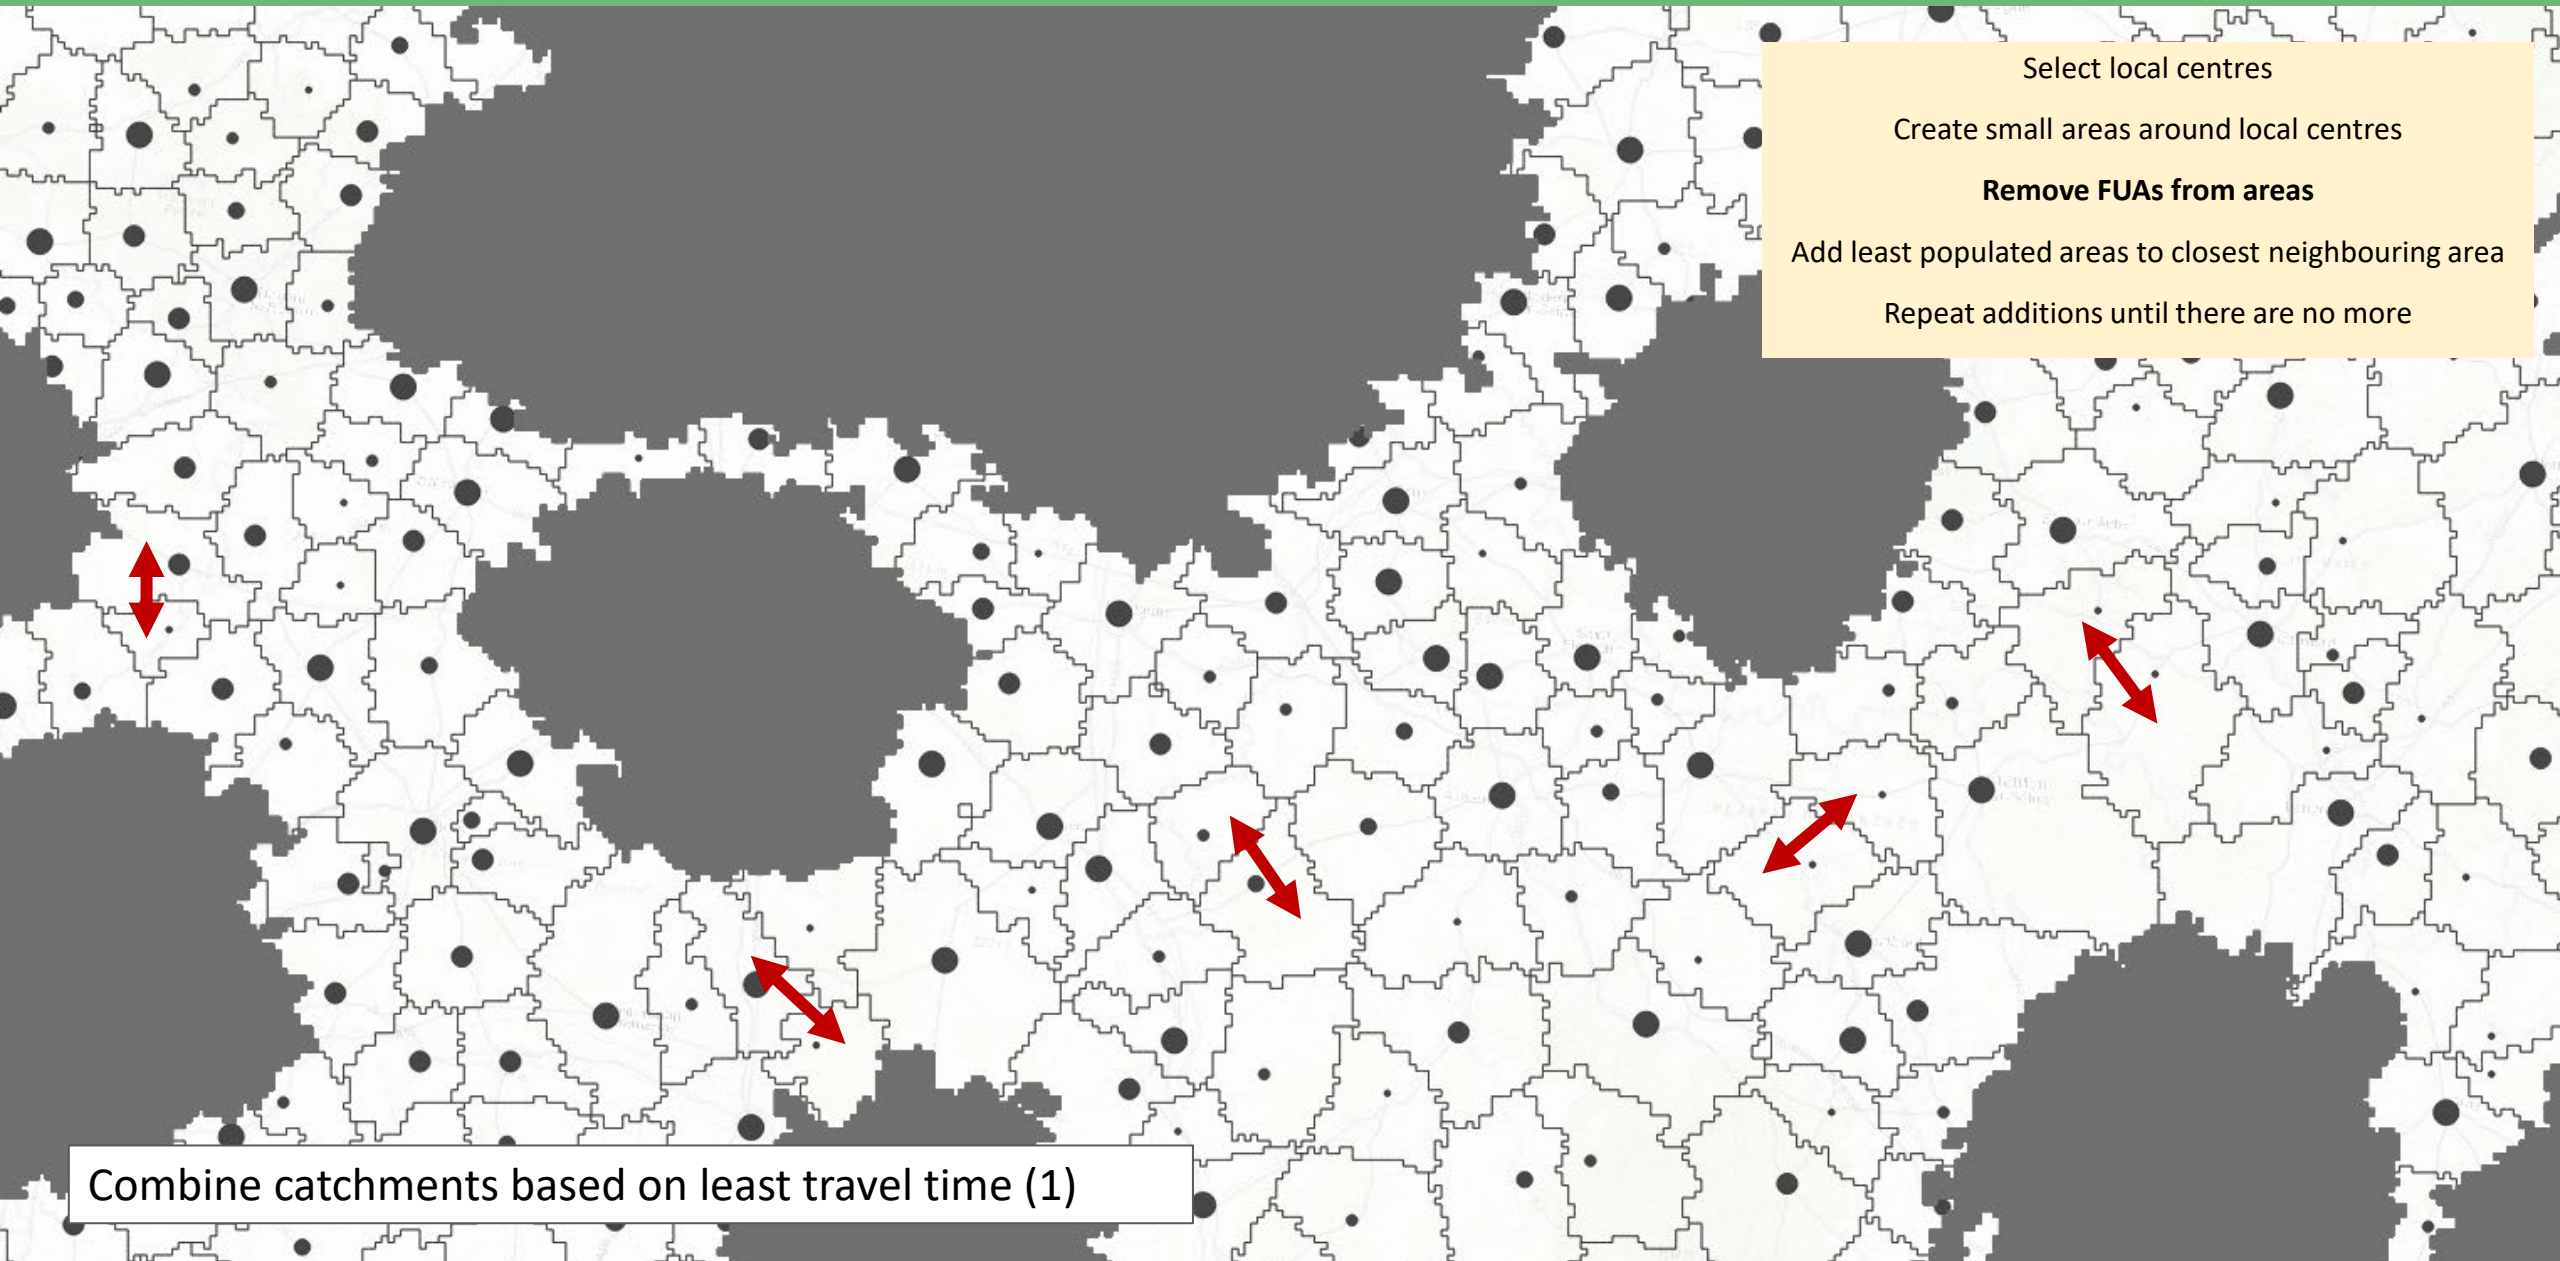 Select local centres
Create small areas around local centres
Remove FUAs from areas
Add least populated areas to closest neighbouring area
Repeat additions until there are no more
Combine catchments based on least travel time (1)